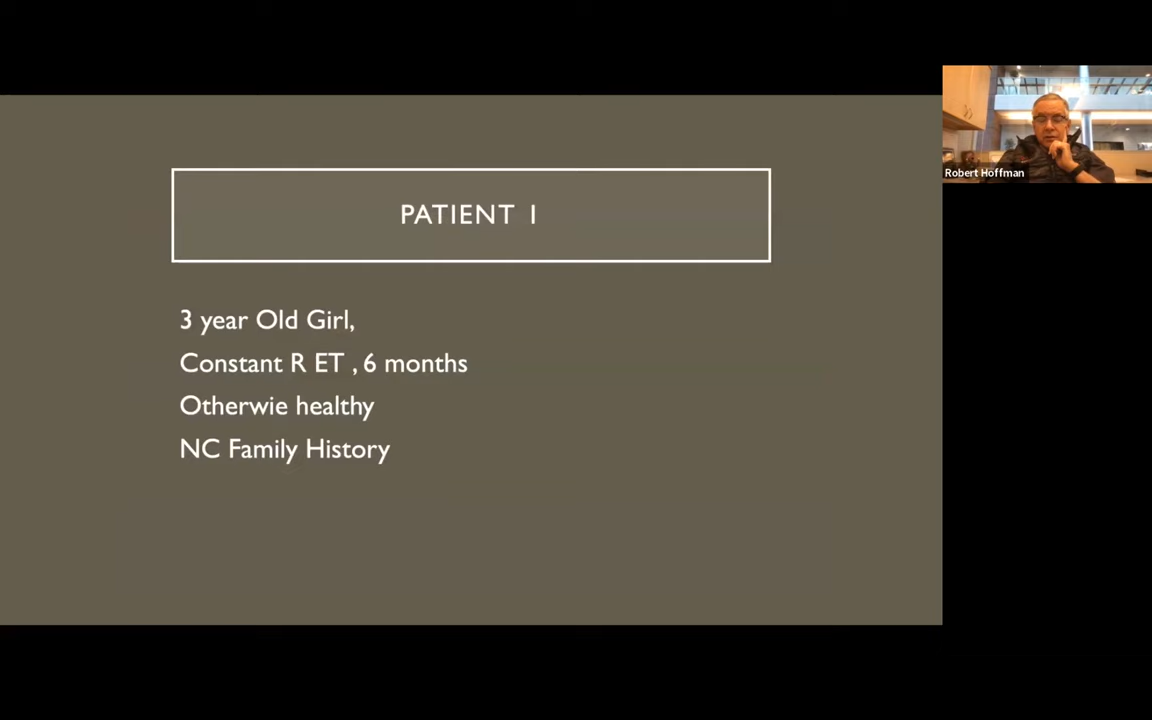 PATIENT 1
3 year Old Girl,
Constant R ET , 6 months
Otherwie healthy
NC Family History
Robert Hoffman